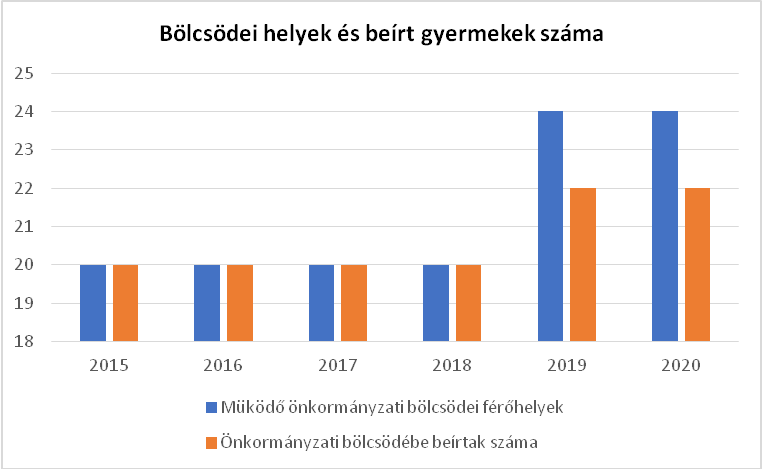 Bölcsödei helyek és beírt gyermekek száma
25
24
23
22
21
20
19
18
2015 2016 2017 2018 2019 2020
Müködő önkormányzati bölcsödei férőhelyek
Önkormányzati bölcsödébe beírtak száma